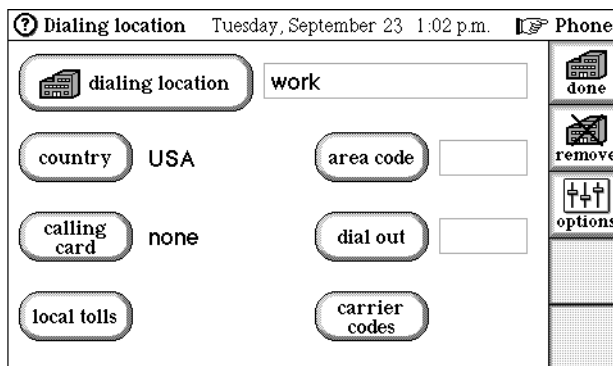 ? Dialing location Tuesday, September 23 1:02 p.m. Phone
dialing location work
done
country USA area code
remove
calling
card none dial out
options
local tolls carrier
codes